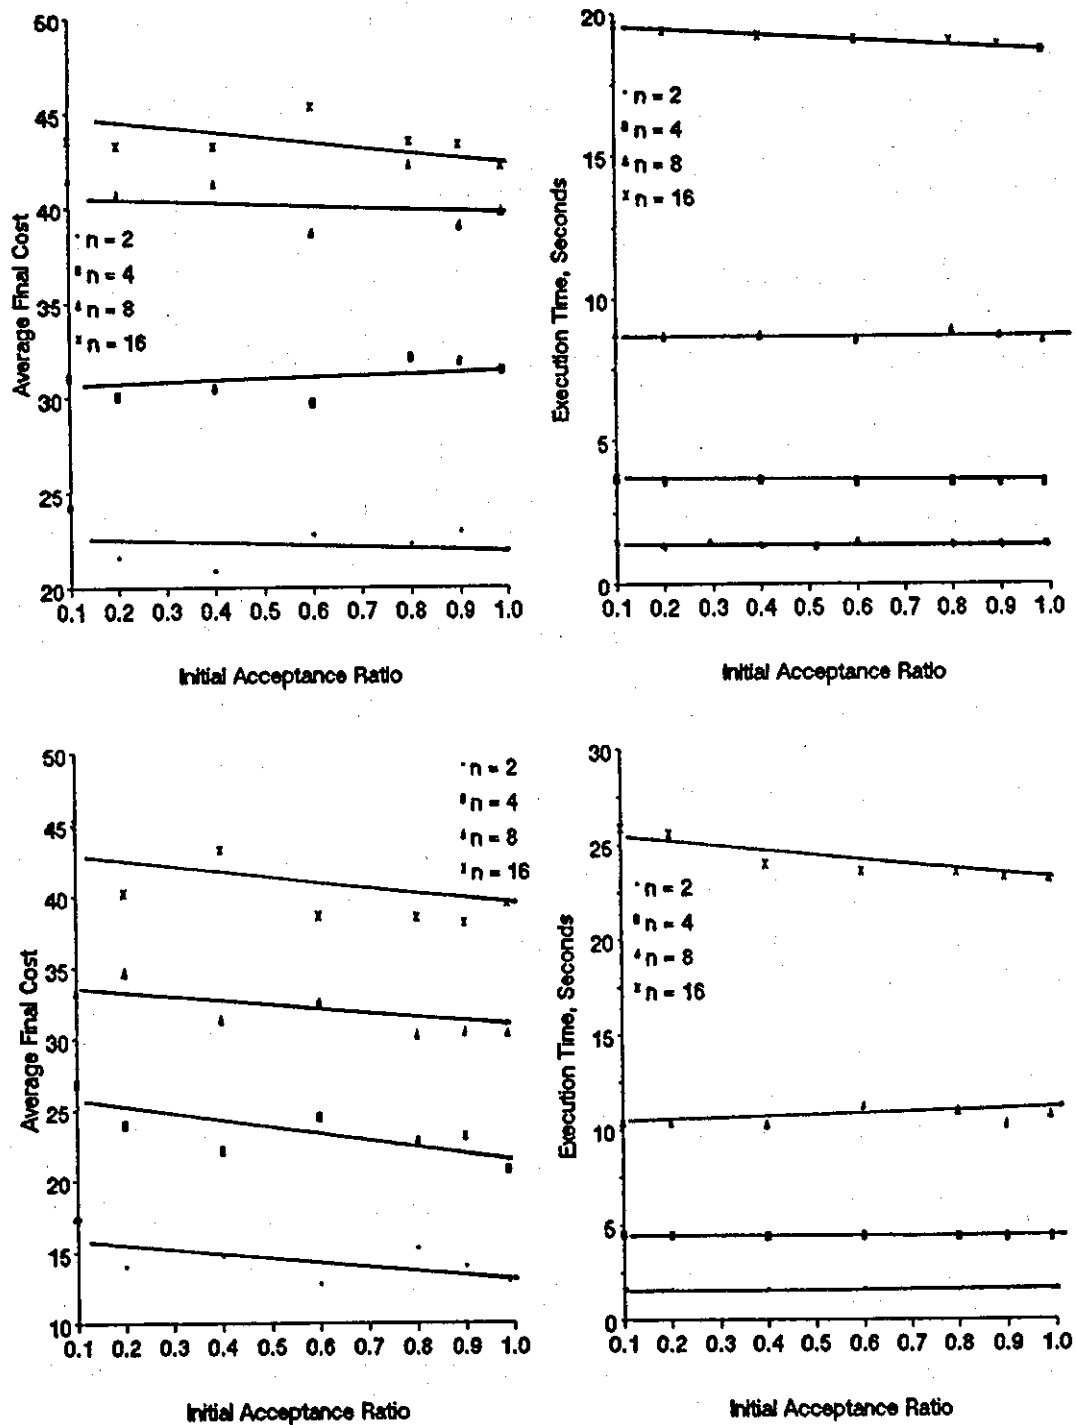 50
45
40
35
30
25
20
Average Final Cost
n = 2
n = 4
n = 8
n = 16
0.1 0.2 0.3 0.4 0.5 0.6 0.7 0.8 0.9 1.0
Initial Acceptance Ratio
20
15
10
5
0
Execution Time, Seconds
n = 2
n = 4
n = 8
n = 16
0.1 0.2 0.3 0.4 0.5 0.6 0.7 0.8 0.9 1.0
Initial Acceptance Ratio
50
45
40
35
30
25
20
15
10
Average Final Cost
n = 2
n = 4
n = 8
n = 16
0.1 0.2 0.3 0.4 0.5 0.6 0.7 0.8 0.9 1.0
Initial Acceptance Ratio
30
25
20
15
10
5
0
Execution Time, Seconds
n = 2
n = 4
n = 8
n = 16
0.1 0.2 0.3 0.4 0.5 0.6 0.7 0.8 0.9 1.0
Initial Acceptance Ratio